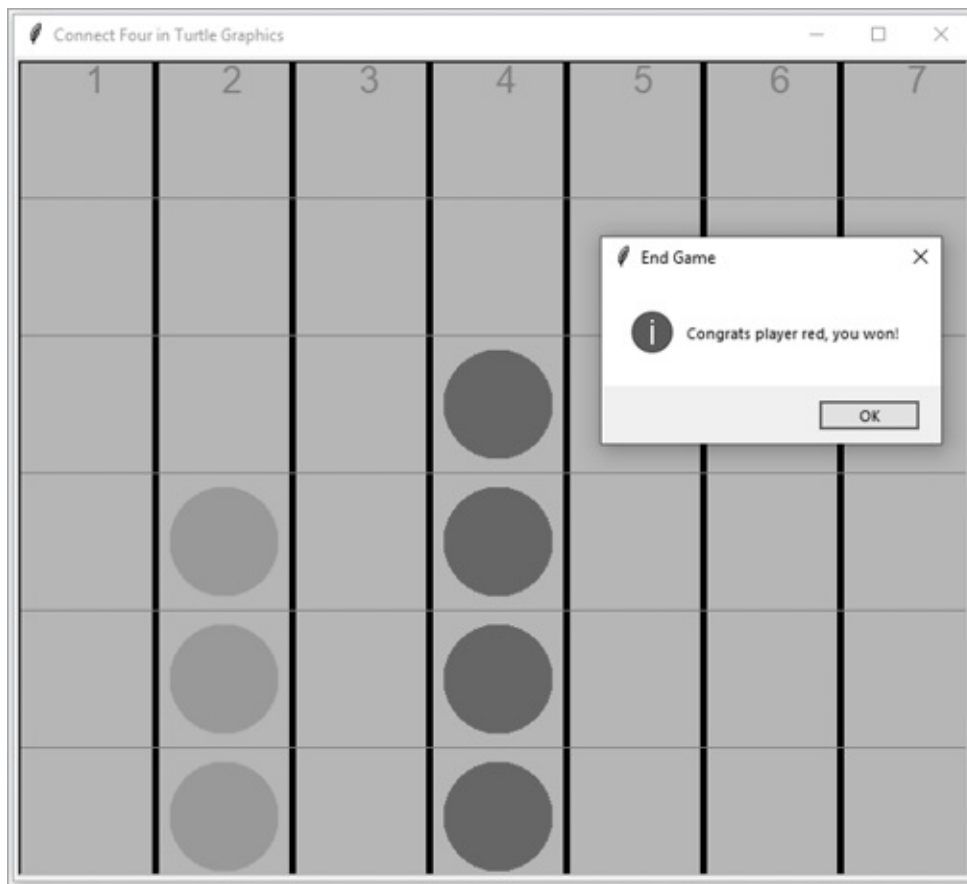 Connect Four in Turtle Graphics
1 2 3 4 5 6 7
End Game
i
Congrats player red, you won!
OK